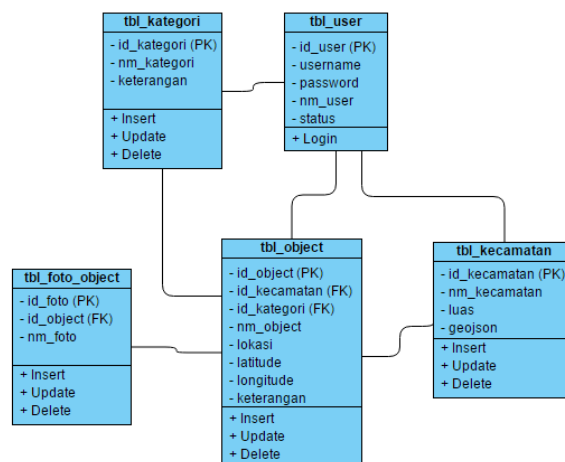 tbl_kategori
- id_kategori (PK)
- nm_kategori
- keterangan
+ Insert
+ Update
+ Delete
tbl_user
- id_user (PK)
- username
- password
- nm_user
- status
+ Login
tbl_foto_object
- id_foto (PK)
- id_object (FK)
- nm_foto
+ Insert
+ Update
+ Delete
tbl_object
- id_object (PK)
- id_kecamatan (FK)
- id_kategori (FK)
- nm_object
- lokasi
- latitude
- longitude
- keterangan
+ Insert
+ Update
+ Delete
tbl_kecamatan
- id_kecamatan (PK)
- nm_kecamatan
- luas
- geojson
+ Insert
+ Update
+ Delete